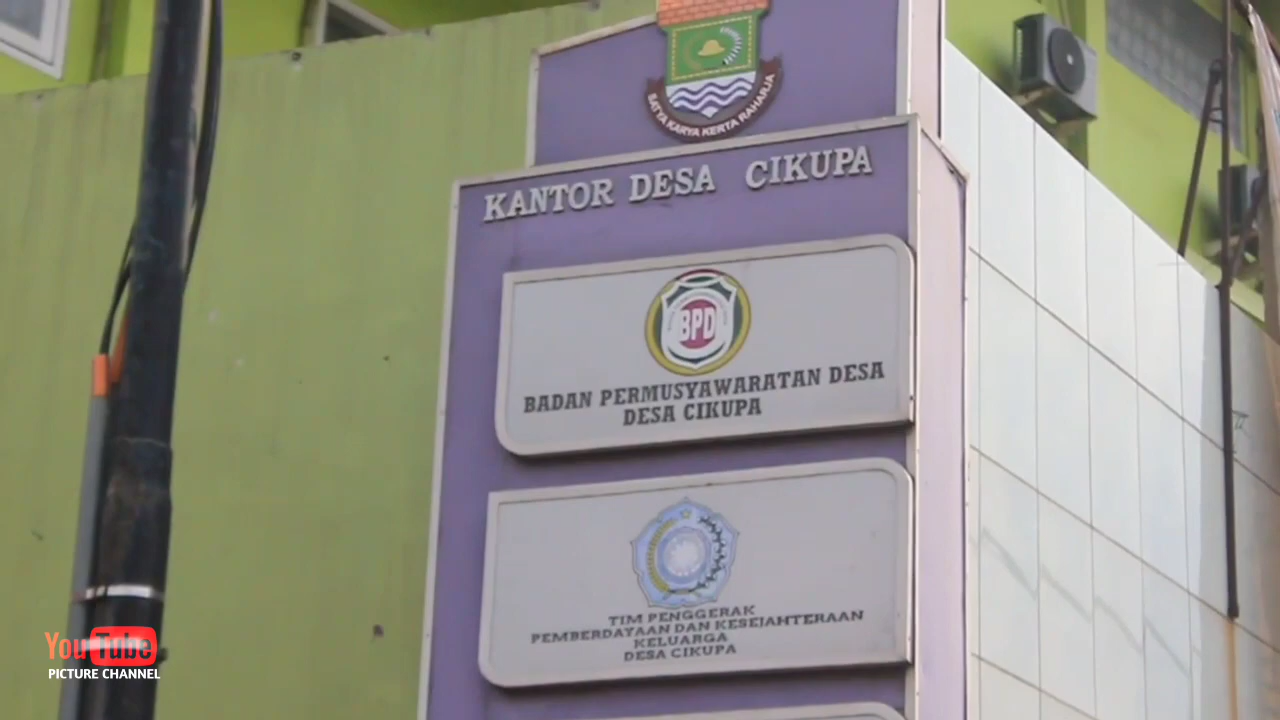 SATYA KARYA KERTA RAHARJA
KANTOR DESA CIKUPA
BPD
BADAN PERMUSYAWARATAN DESA
DESA CIKUPA
TIM PENGGERAK
PEMBERDAYAAN DAN KESEJAHTERAAN
KELUARGA
DESA CIKUPA
YouTube
PICTURE CHANNEL